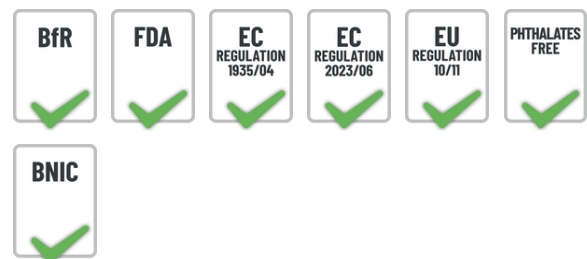 BfR
FDA
EC
REGULATION
1935/04
EC
REGULATION
2023/06
EU
REGULATION
10/11
PHTHALATES
FREE
BNIC